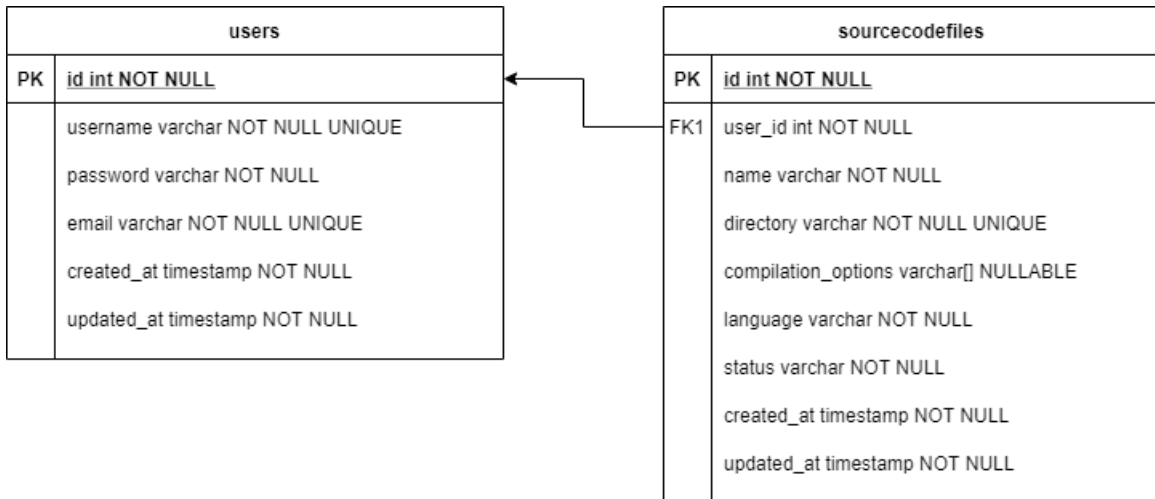 users
PK id int NOT NULL
username varchar NOT NULL UNIQUE
password varchar NOT NULL
email varchar NOT NULL UNIQUE
created_at timestamp NOT NULL
updated_at timestamp NOT NULL
sourcecodefiles
PK id int NOT NULL
FK1 user_id int NOT NULL
name varchar NOT NULL
directory varchar NOT NULL UNIQUE
compilation_options varchar[] NULLABLE
language varchar NOT NULL
status varchar NOT NULL
created_at timestamp NOT NULL
updated_at timestamp NOT NULL